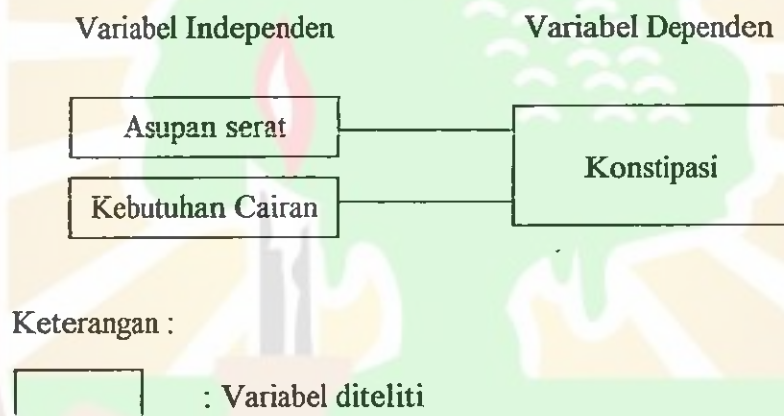 Variabel Independen Variabel Dependen
Asupan serat
Konstipasi
Kebutuhan Cairan
Keterangan :
: Variabel diteliti